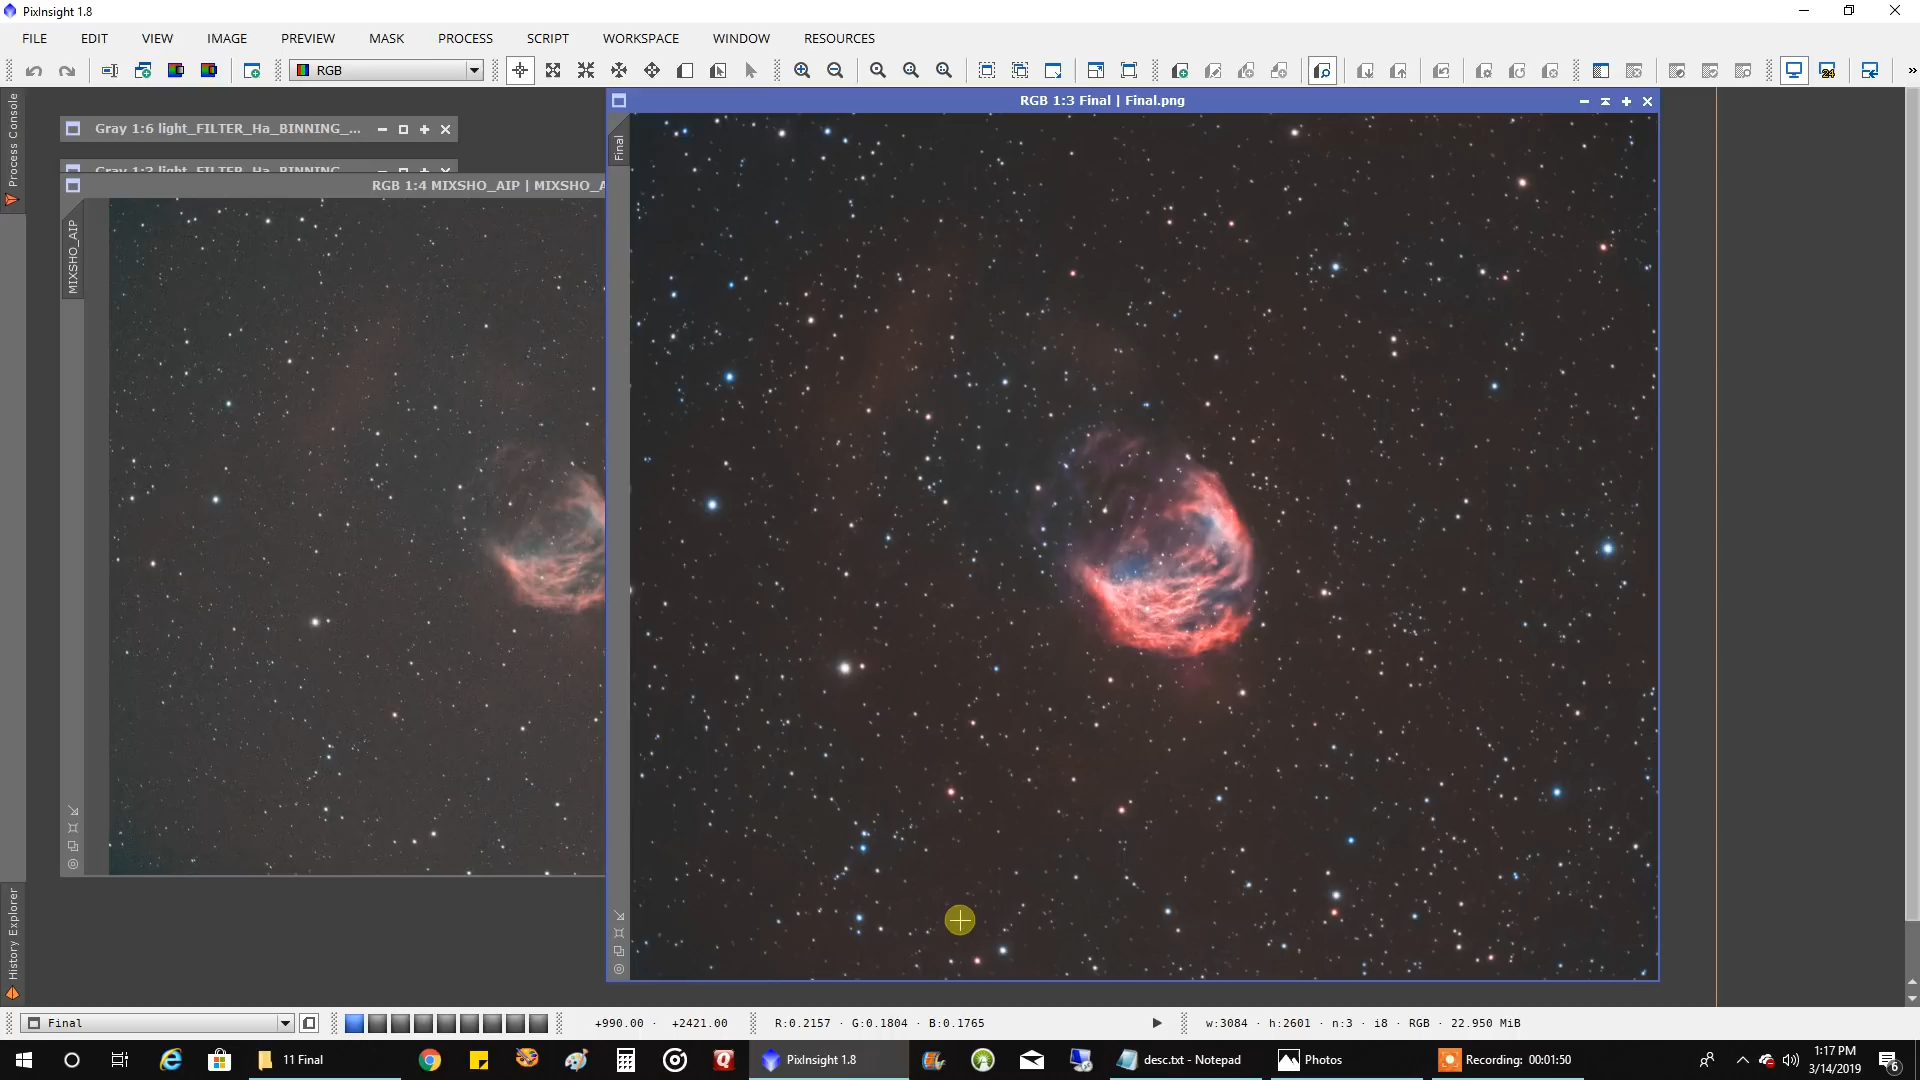 PixInsight 1.8
FILE EDIT VIEW IMAGE PREVIEW PROCESS MASK SCRIPT WORKSPACE WINDOW RESOURCES
RGB
24
Process Console
Gray 1:6 light_FILTER_Ha_BINNING_...
RGB 1:4 MIXSHO_AIP | MIXSHO_A
MIXSHO_AIP
RGB 1:3 Final | Final.png
Final
History Explorer
Final
+990.00 · +2421.00
R:0.2157 · G:0.1804 · B:0.1765
w:3084 · h:2601 · n:3 · i8 · RGB · 22.950 MiB
11 Final
PixInsight 1.8
desc.txt - Notepad
Photos
Recording: 00:01:50
1:17 PM
3/14/2019
6